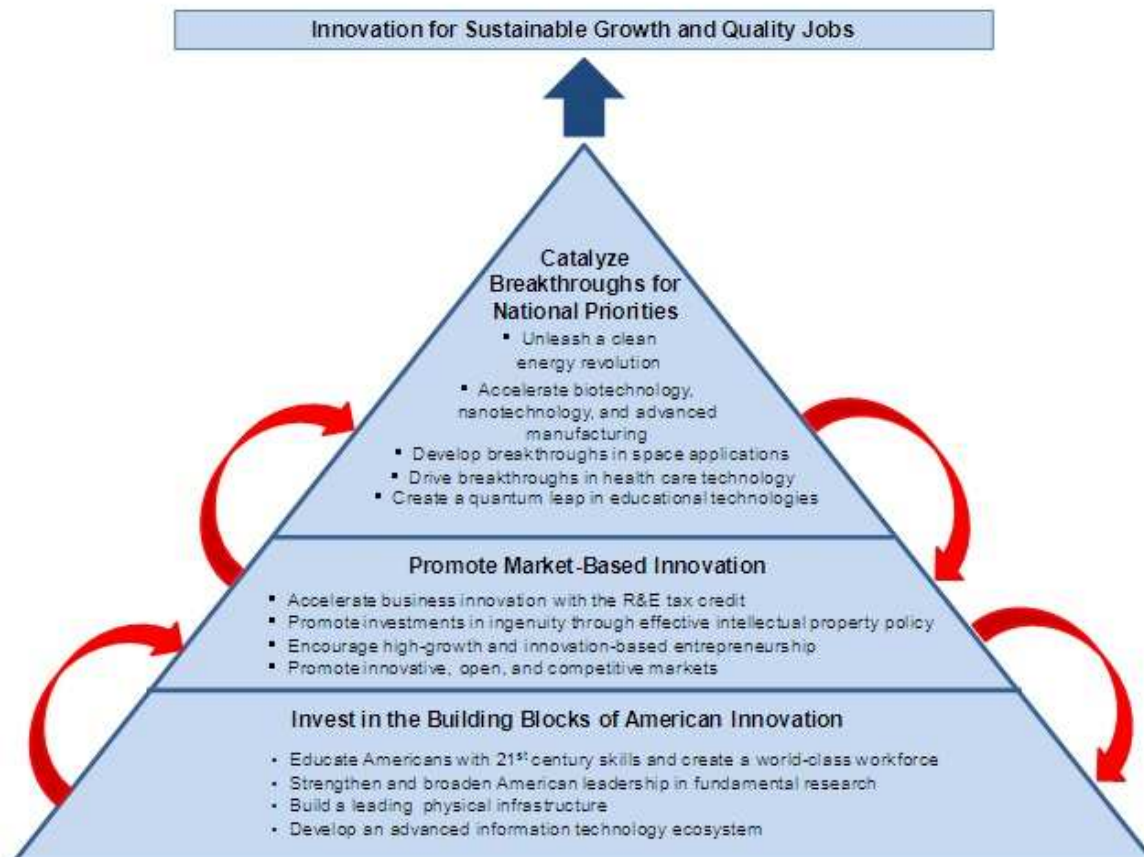 Innovation for Sustainable Growth and Quality Jobs
Catalyze
Breakthroughs for
National Priorities
▪ Unleash a clean
energy revolution
▪ Accelerate biotechnology,
nanotechnology, and advanced
manufacturing
▪ Develop breakthroughs in space applications
▪ Drive breakthroughs in health care technology
▪ Create a quantum leap in educational technologies
Promote Market-Based Innovation
▪ Accelerate business innovation with the R&E tax credit
▪ Promote investments in ingenuity through effective intellectual property policy
▪ Encourage high-growth and innovation-based entrepreneurship
▪ Promote innovative, open, and competitive markets
Invest in the Building Blocks of American Innovation
• Educate Americans with 21st century skills and create a world-class workforce
• Strengthen and broaden American leadership in fundamental research
• Build a leading physical infrastructure
• Develop an advanced information technology ecosystem